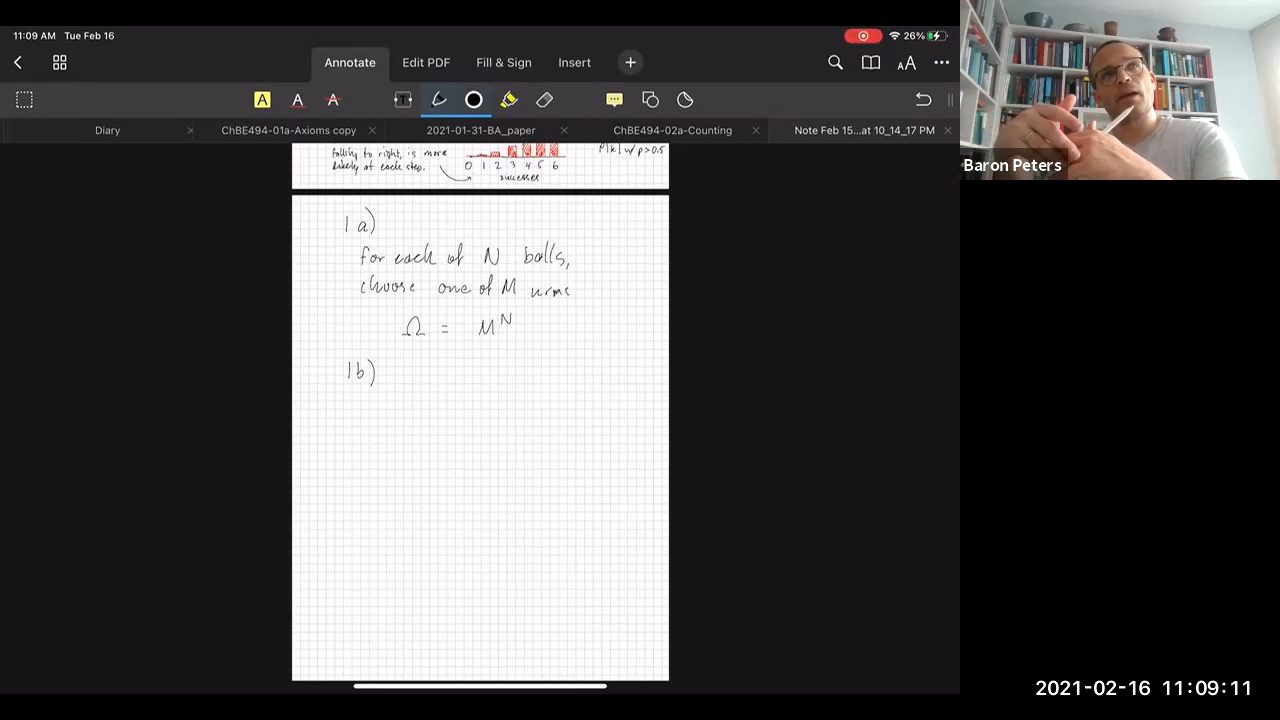 11:09 AM Tue Feb 16
26%
Annotate Edit PDF Fill & Sign Insert
Diary ChBE494-01a-Axioms copy 2021-01-31-BA_paper ChBE494-02a-Counting Note Feb 15...at 10_14_17 PM
falling to right, is more
likely at each step.
P(k) w/ p>0.5
0 1 2 3 4 5 6
successes
1a)
for each of N balls,
choose one of M urns
Ω = M^N
1b)
Baron Peters
2021-02-16 11:09:11